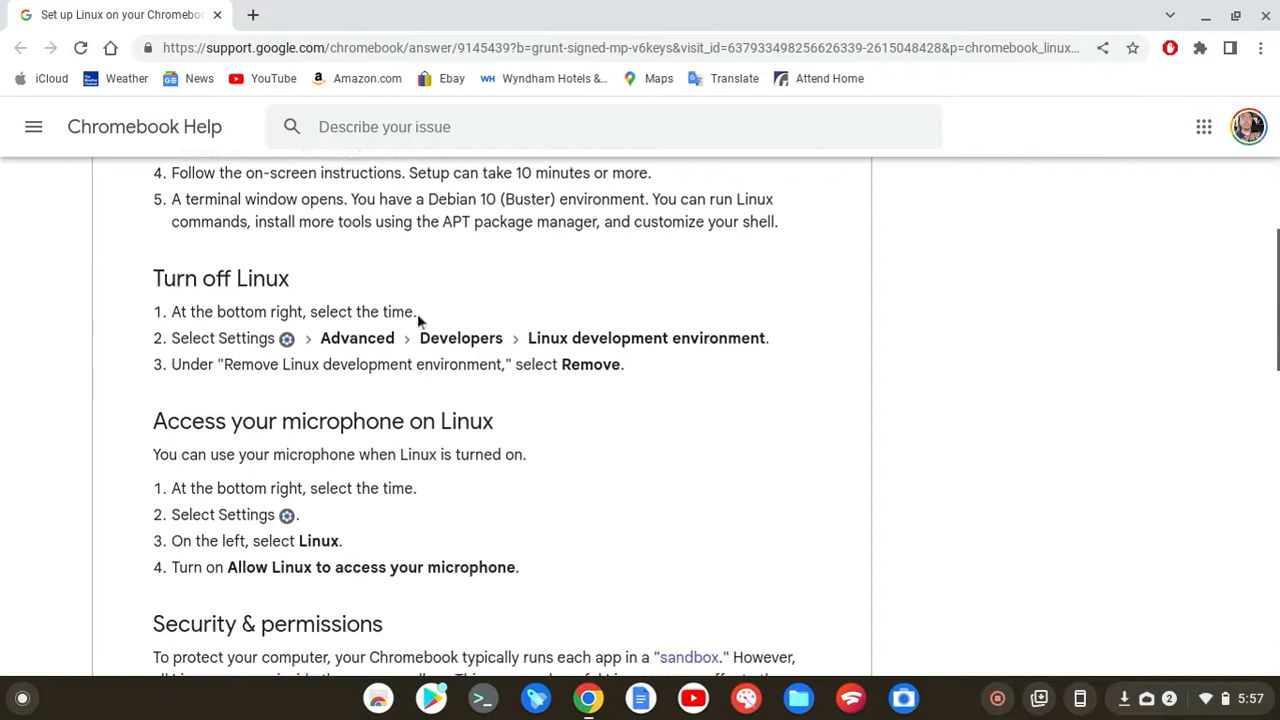 Set up Linux on your Chromeboo
https://support.google.com/chromebook/answer/9145439?b=grunt-signed-mp-v6keys&visit_id=637933498256626339-2615048428&p=chromebook_linux...
iCloud Weather News YouTube Amazon.com Ebay WH Wyndham Hotels &... Maps Translate Attend Home
Chromebook Help Describe your issue
4. Follow the on-screen instructions. Setup can take 10 minutes or more.
5. A terminal window opens. You have a Debian 10 (Buster) environment. You can run Linux
commands, install more tools using the APT package manager, and customize your shell.
Turn off Linux
1. At the bottom right, select the time.
2. Select Settings > Advanced > Developers > Linux development environment.
3. Under "Remove Linux development environment," select Remove.
Access your microphone on Linux
You can use your microphone when Linux is turned on.
1. At the bottom right, select the time.
2. Select Settings .
3. On the left, select Linux.
4. Turn on Allow Linux to access your microphone.
Security & permissions
To protect your computer, your Chromebook typically runs each app in a "sandbox." However,
2 5:57